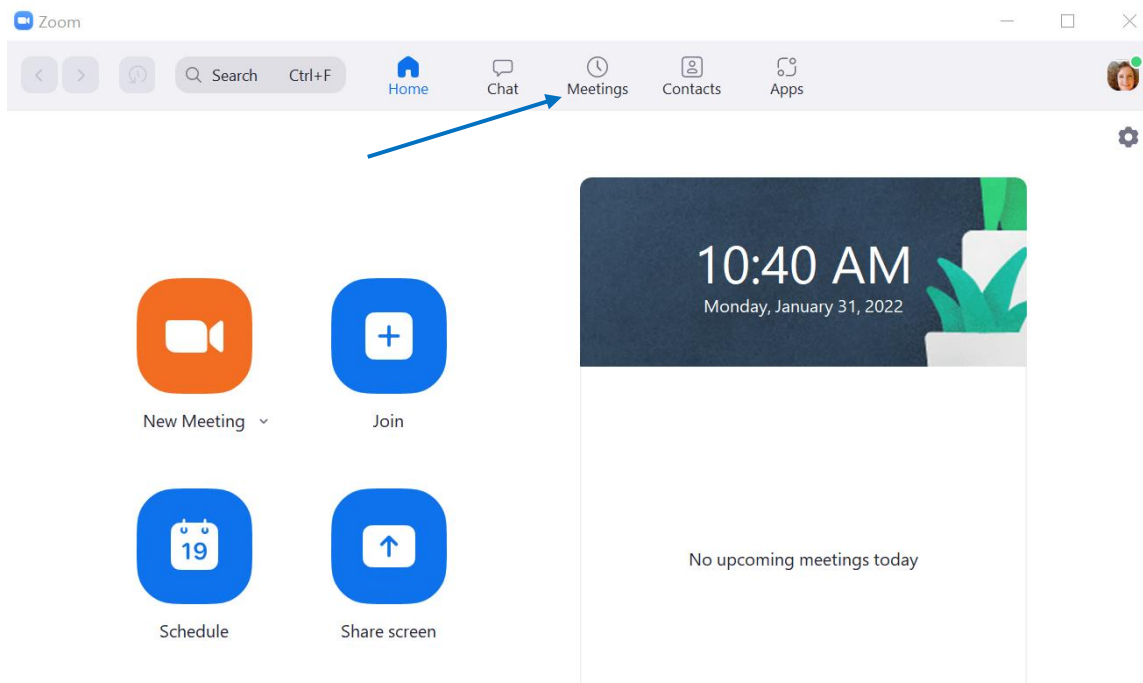 Zoom
Search Ctrl+F
Home
Chat
Meetings
Contacts
Apps
10:40 AM
Monday, January 31, 2022
New Meeting
Join
19
Schedule
Share screen
No upcoming meetings today